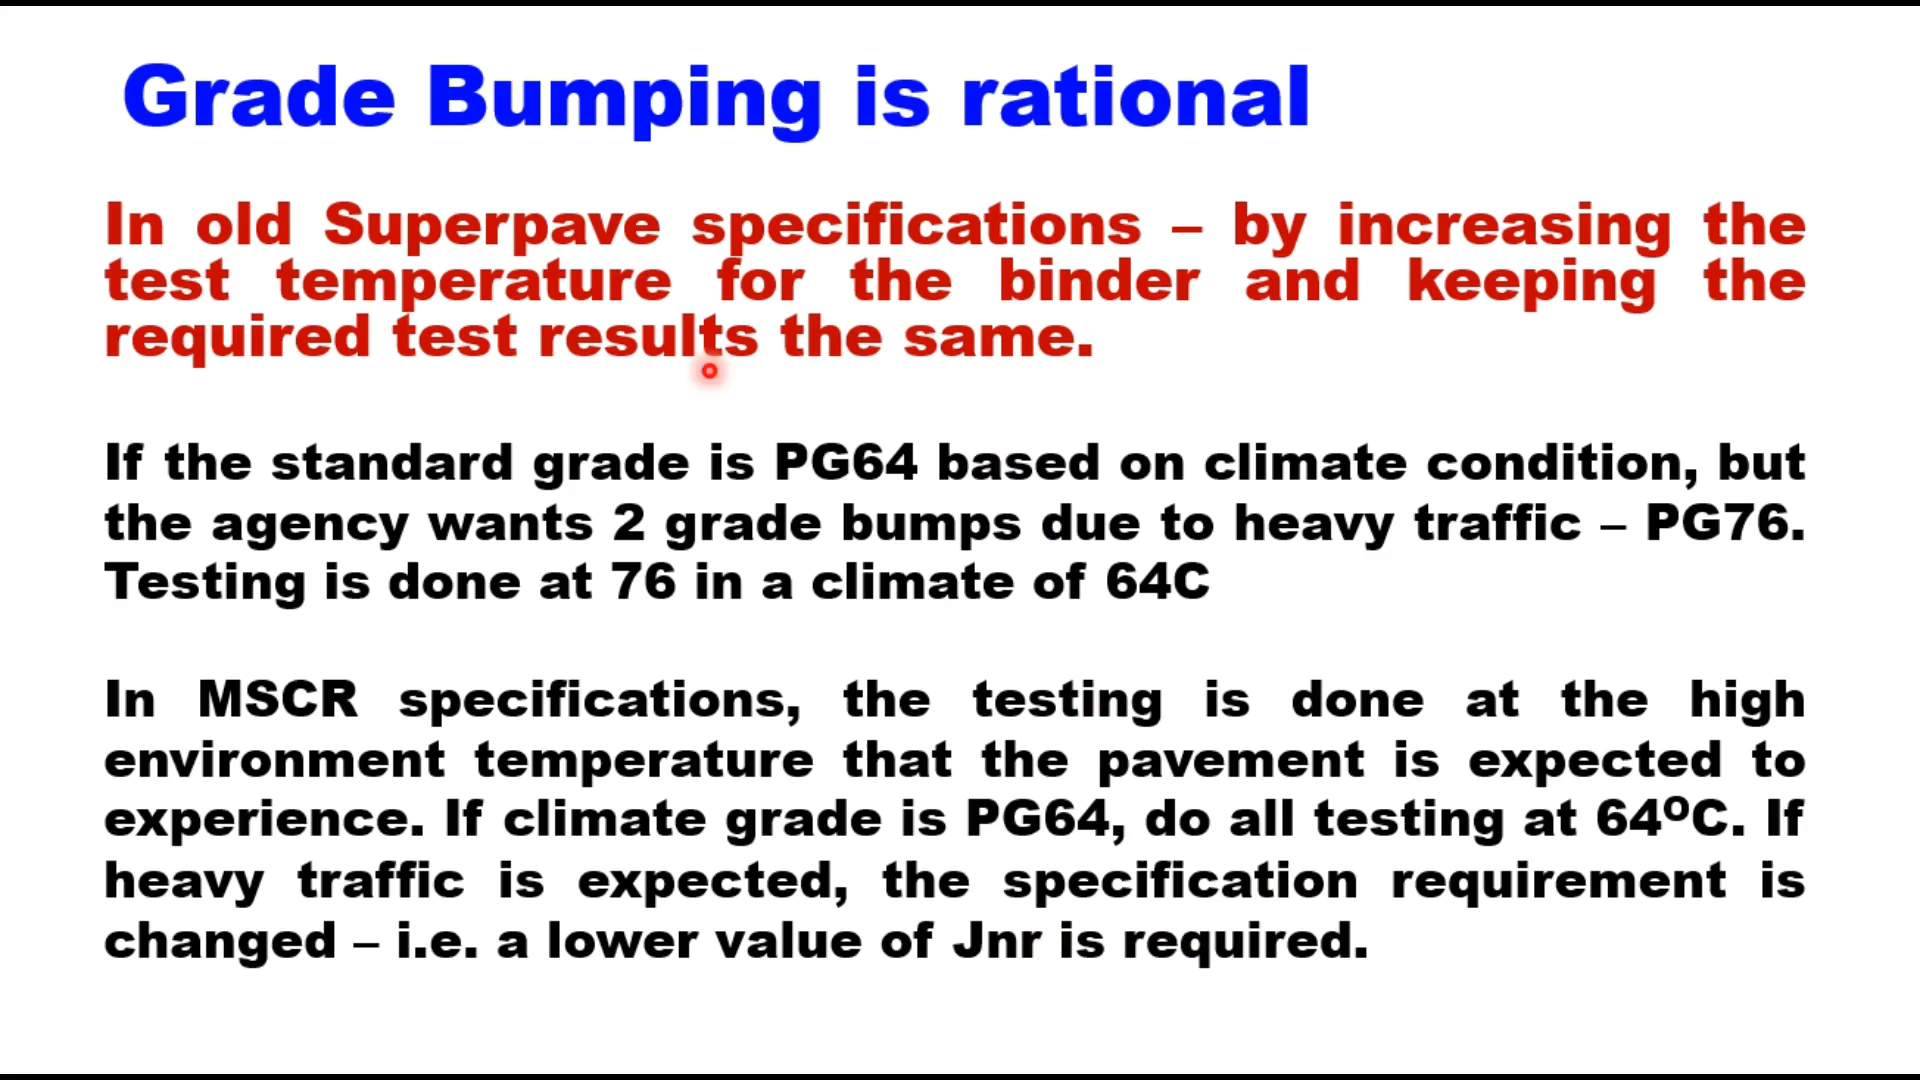 Grade Bumping is rational
In old Superpave specifications – by increasing the
test temperature for the binder and keeping the
required test results the same.
If the standard grade is PG64 based on climate condition, but
the agency wants 2 grade bumps due to heavy traffic – PG76.
Testing is done at 76 in a climate of 64C
In MSCR specifications, the testing is done at the high
environment temperature that the pavement is expected to
experience. If climate grade is PG64, do all testing at 64ºC. If
heavy traffic is expected, the specification requirement is
changed – i.e. a lower value of Jnr is required.